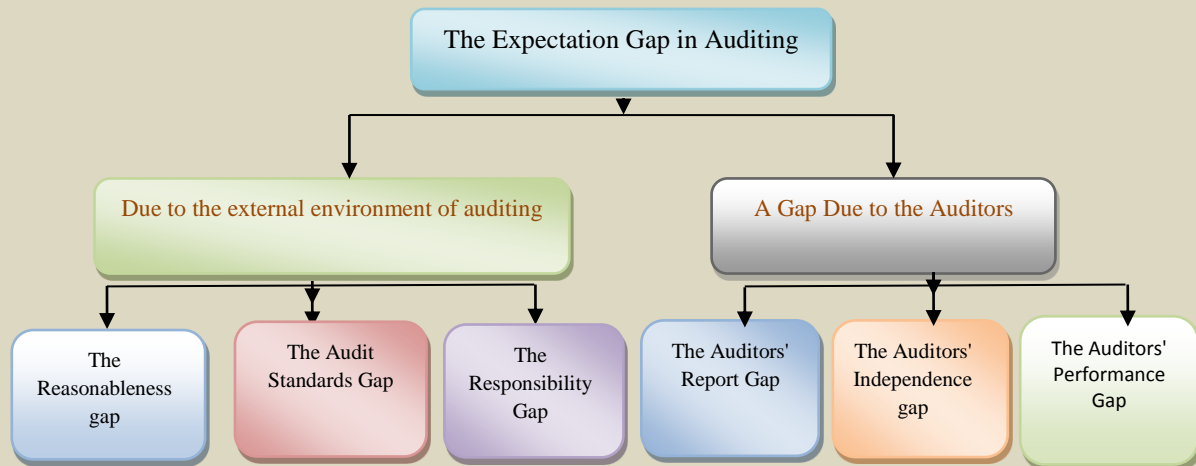 The Expectation Gap in Auditing
Due to the external environment of auditing
A Gap Due to the Auditors
The
Reasonableness
gap
The Audit
Standards Gap
The
Responsibility
Gap
The Auditors'
Report Gap
The Auditors'
Independence
gap
The Auditors'
Performance
Gap